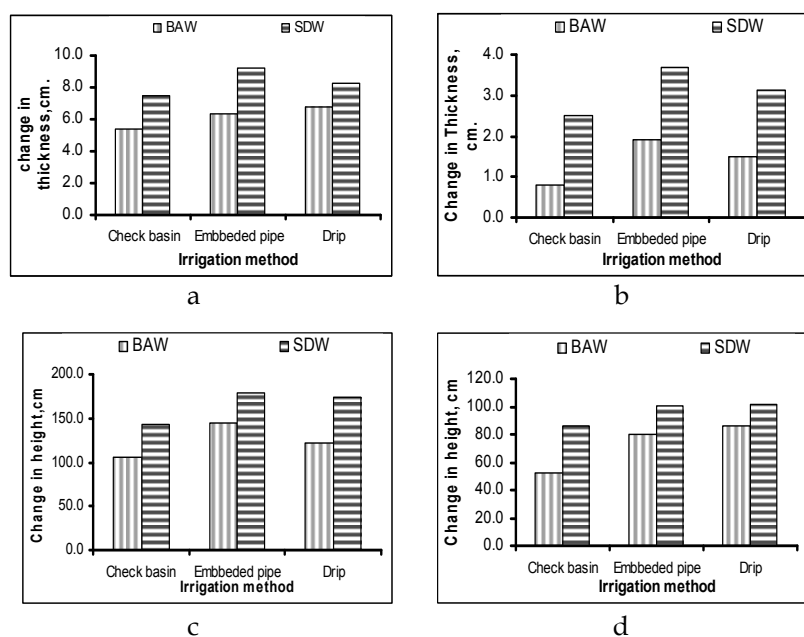 BAW SDW
10.0
8.0
6.0
4.0
2.0
0.0
change in
thickness,cm.
Check basin Embbeded pipe Drip
Irrigation method
a
BAW SDW
4.0
3.0
2.0
1.0
0.0
Change in Thickness,
cm.
Check basin Embbeded pipe Drip
Irrigation method
b
BAW SDW
200.0
150.0
100.0
50.0
0.0
Change in height,cm
Check basin Embbeded pipe Drip
Irrigation method
c
BAW SDW
120.0
100.0
80.0
60.0
40.0
20.0
0.0
Change in height, cm
Check basin Embbeded pipe Drip
Irrigation method
d